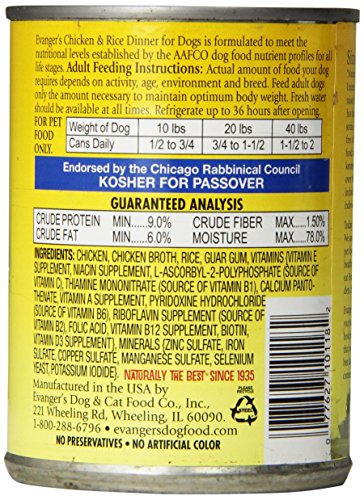 Evanger's Chicken & Rice Dinner for Dogs is formulated to meet the
nutritional levels established by the AAFCO dog food nutrient profiles for all
life stages. Adult Feeding Instructions: Actual amount of food your dog
requires depends on activity, age, environment and breed. Feed adult dogs
only the amount necessary to maintain optimum body weight. Fresh water
should be available at all times. Refrigerate up to 36 hours after opening.
FOR PET FOOD ONLY.
Weight of Dog 10 lbs 20 lbs 40 lbs
Cans Daily 1/2 to 3/4 3/4 to 1-1/2 1-1/2 to 2
Endorsed by the Chicago Rabbinical Council
KOSHER FOR PASSOVER
GUARANTEED ANALYSIS
CRUDE PROTEIN MIN....9.0% CRUDE FIBER MAX....1.50%
CRUDE FAT MIN....6.0% MOISTURE MAX....78.0%
INGREDIENTS: CHICKEN, CHICKEN BROTH, RICE, GUAR GUM, VITAMINS (VITAMIN E
SUPPLEMENT, NIACIN SUPPLEMENT, L-ASCORBYL-2-POLYPHOSPHATE (SOURCE OF
VITAMIN C), THIAMINE MONONITRATE (SOURCE OF VITAMIN B1), CALCIUM PANTO-
THENATE, VITAMIN A SUPPLEMENT, PYRIDOXINE HYDROCHLORIDE
(SOURCE OF VITAMIN B6), RIBOFLAVIN SUPPLEMENT (SOURCE OF VITAMIN
B2), FOLIC ACID, VITAMIN B12 SUPPLEMENT, BIOTIN,
VITAMIN D3 SUPPLEMENT), MINERALS (ZINC SULFATE, IRON
SULFATE, COPPER SULFATE, MANGANESE SULFATE, SELENIUM
YEAST, POTASSIUM IODIDE). NATURALLY THE BEST SINCE 1935
Manufactured in the USA by
Evanger's Dog & Cat Food Co., Inc.,
221 Wheeling Rd, Wheeling, IL 60090.
1-800-288-6796 • evangersdogfood.com
NO PRESERVATIVES • NO ARTIFICIAL COLOR
PLEASE RECYCLE
STEEL